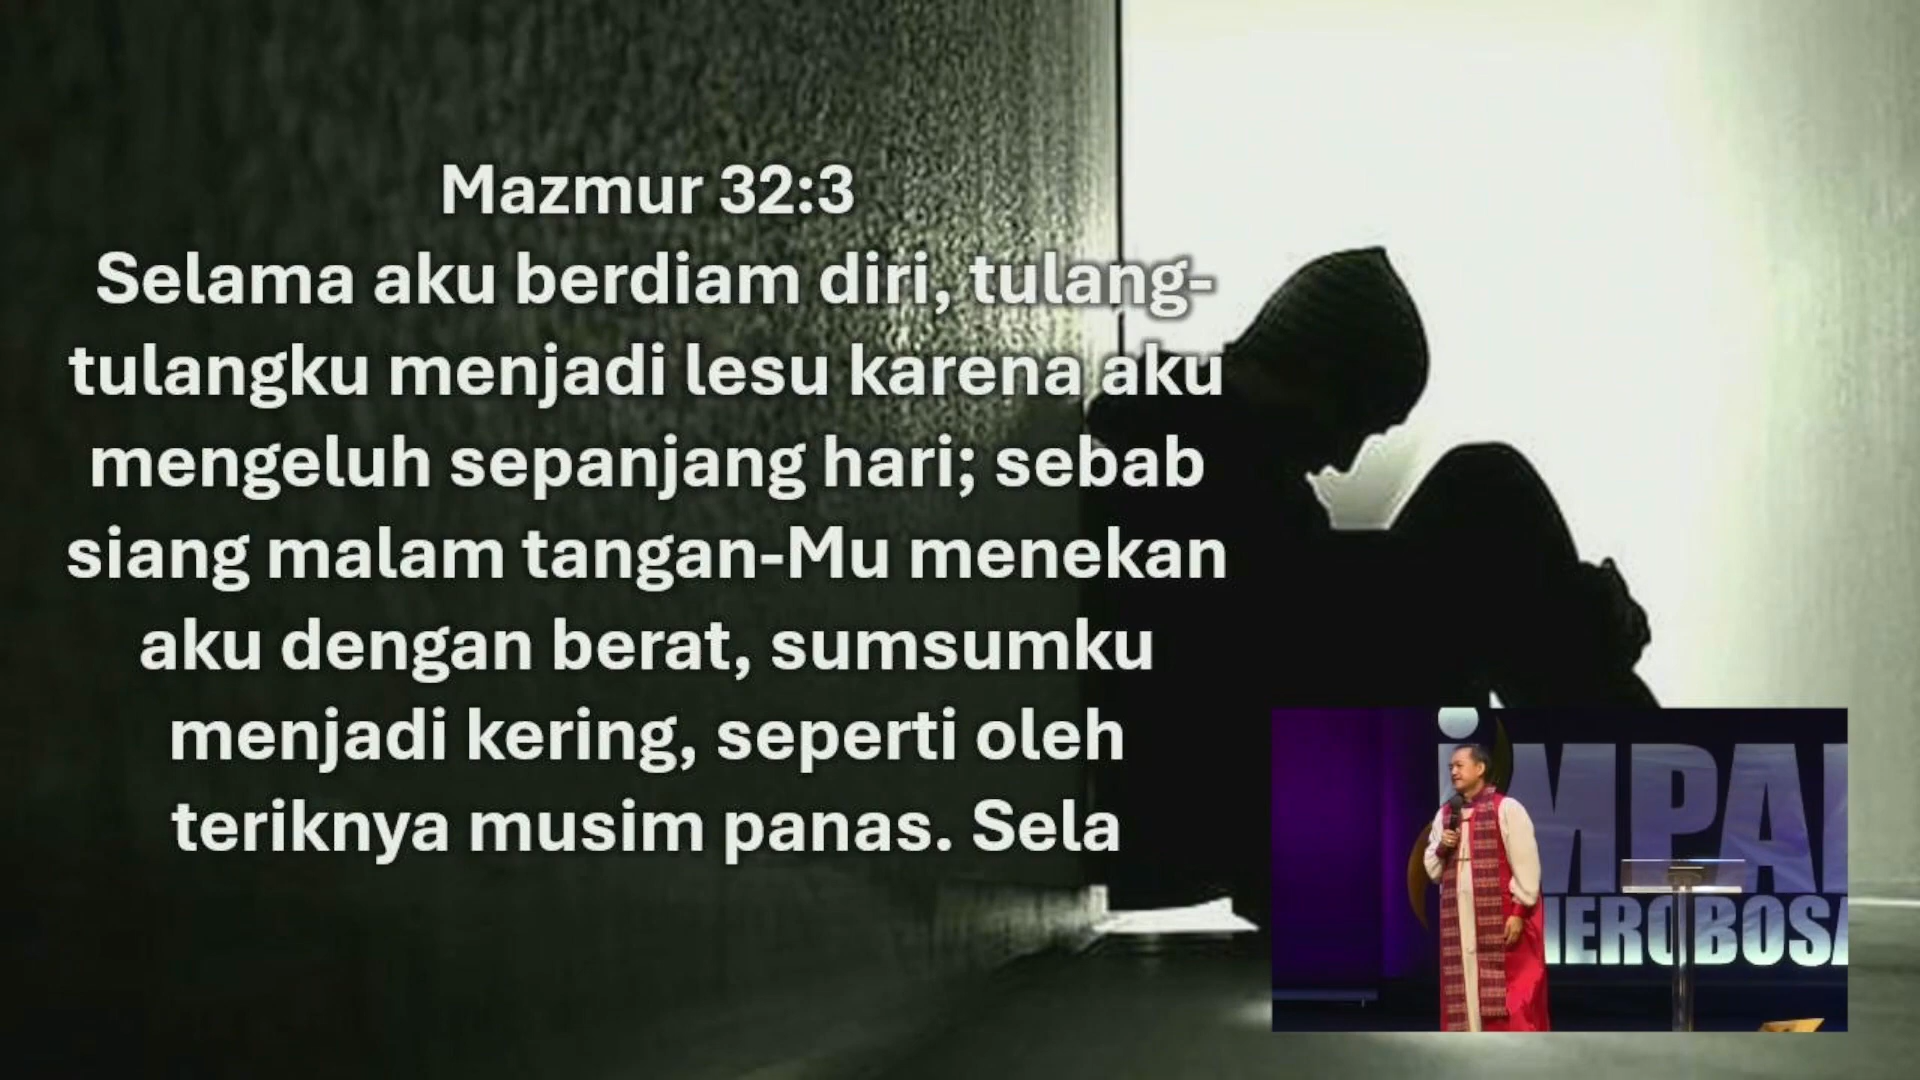 Mazmur 32:3
Selama aku berdiam diri, tulang-
tulangku menjadi lesu karena aku
mengeluh sepanjang hari; sebab
siang malam tangan-Mu menekan
aku dengan berat, sumsumku
menjadi kering, seperti oleh
teriknya musim panas. Sela